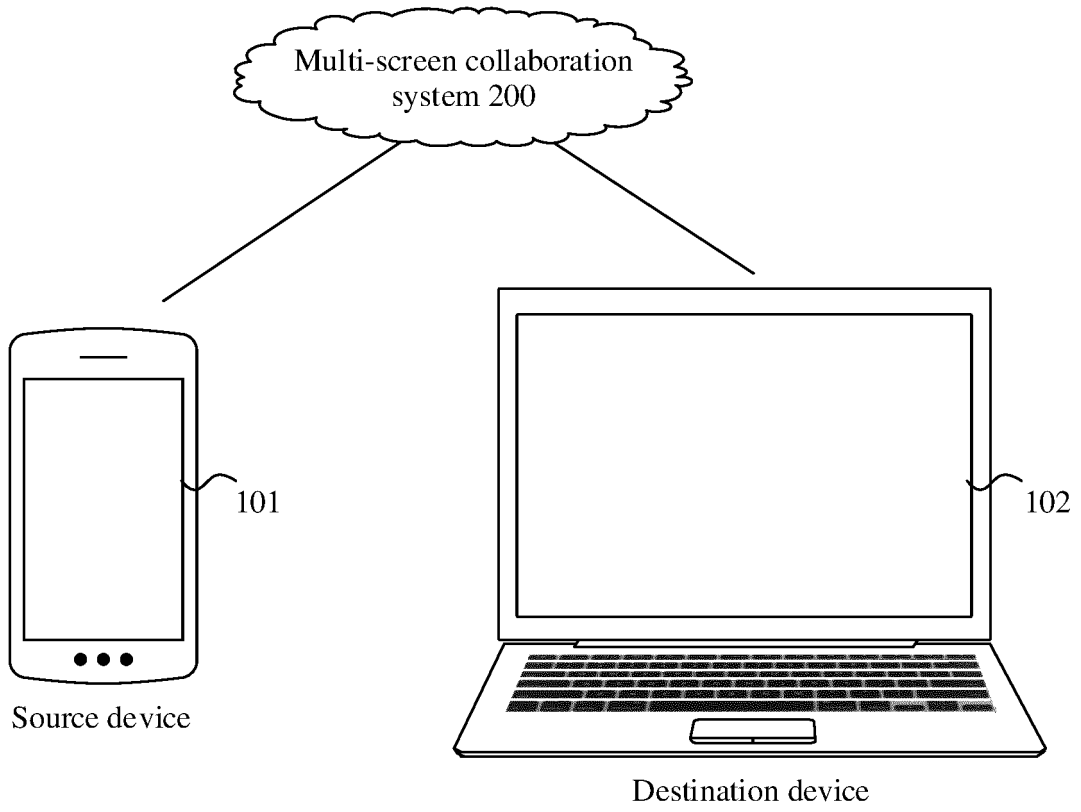 Multi-screen collaboration
system 200
101
102
Source device
Destination device